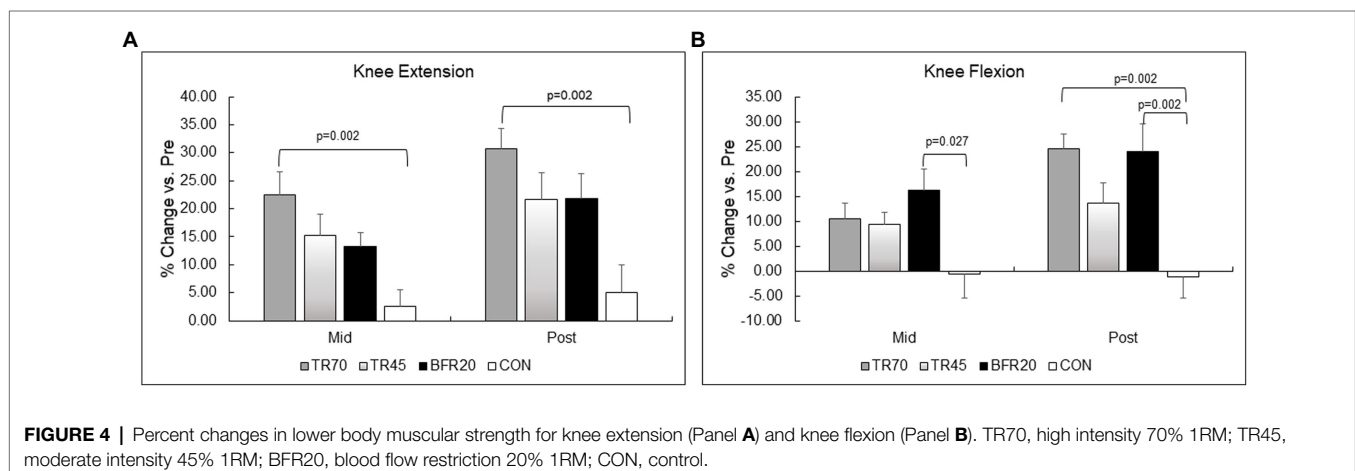 A
Knee Extension
40.00
35.00
30.00
25.00
20.00
15.00
10.00
5.00
0.00
% Change vs. Pre
p=0.002
p=0.002
Mid
Post
TR70 TR45 BFR20 CON
B
Knee Flexion
35.00
30.00
25.00
20.00
15.00
10.00
5.00
0.00
-5.00
-10.00
% Change vs. Pre
p=0.027
p=0.002
p=0.002
Mid
Post
TR70 TR45 BFR20 CON
FIGURE 4 | Percent changes in lower body muscular strength for knee extension (Panel A) and knee flexion (Panel B). TR70, high intensity 70% 1RM; TR45,
moderate intensity 45% 1RM; BFR20, blood flow restriction 20% 1RM; CON, control.